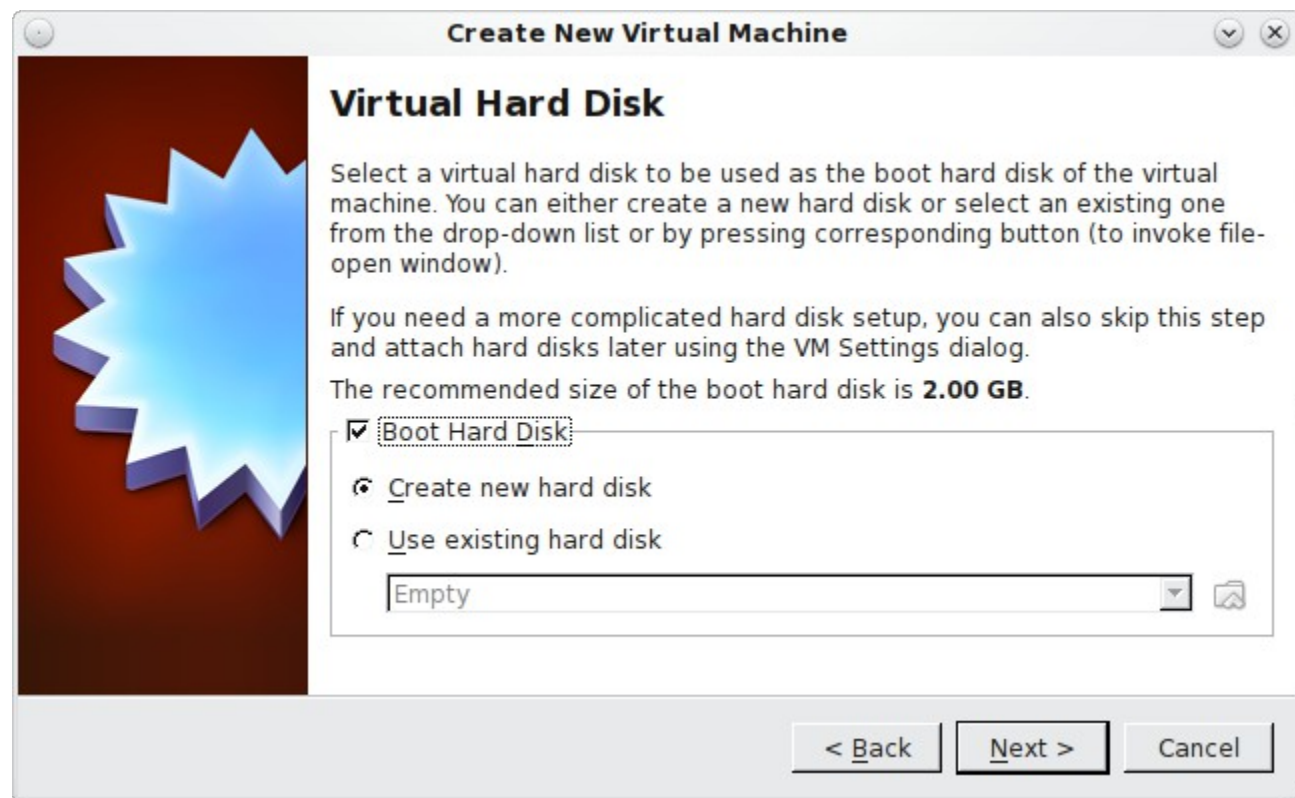 Create New Virtual Machine
Virtual Hard Disk
Select a virtual hard disk to be used as the boot hard disk of the virtual
machine. You can either create a new hard disk or select an existing one
from the drop-down list or by pressing corresponding button (to invoke file-
open window).
If you need a more complicated hard disk setup, you can also skip this step
and attach hard disks later using the VM Settings dialog.
The recommended size of the boot hard disk is 2.00 GB.
Boot Hard Disk
Create new hard disk
Use existing hard disk
Empty
< Back Next > Cancel